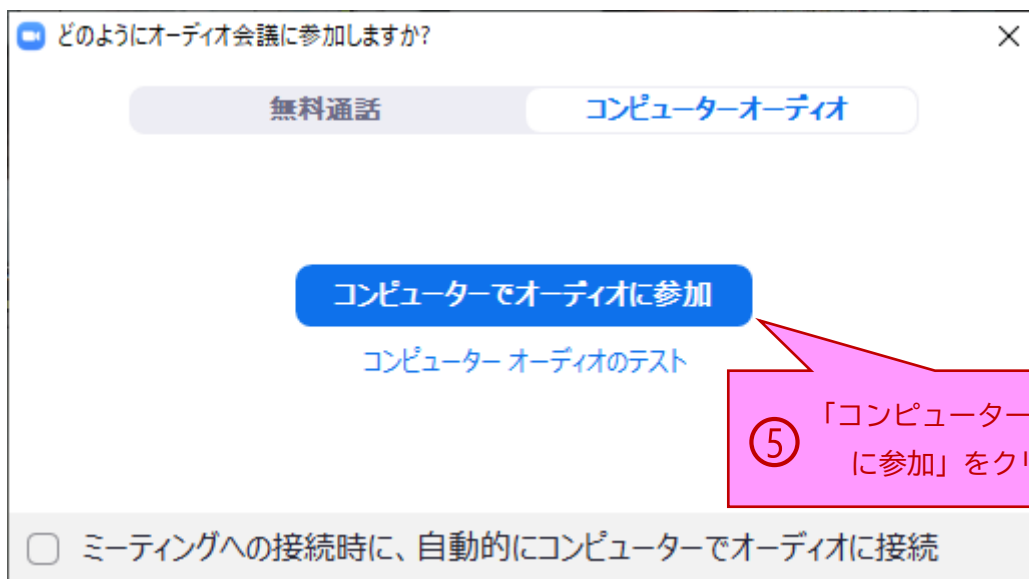 どのようにオーディオ会議に参加しますか?
無料通話
コンピューターオーディオ
コンピューターでオーディオに参加
コンピューター オーディオのテスト
⑤
「コンピューター
に参加」をクリ
ミーティングへの接続時に、自動的にコンピューターでオーディオに接続